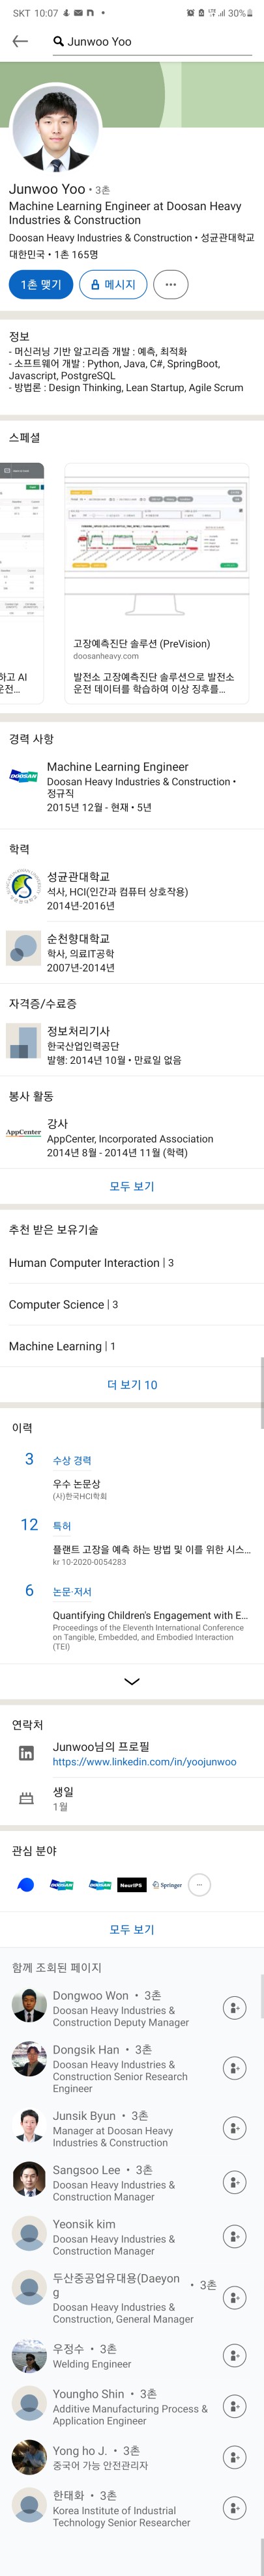 SKT 10:07
30%
Junwoo Yoo
Junwoo Yoo • 3촌
Machine Learning Engineer at Doosan Heavy
Industries & Construction
Doosan Heavy Industries & Construction • 성균관대학교
대한민국 • 1촌 165명
1촌 맺기
메시지
정보
- 머신러닝 기반 알고리즘 개발 : 예측, 최적화
- 소프트웨어 개발 : Python, Java, C#, SpringBoot,
Javascript, PostgreSQL
- 방법론 : Design Thinking, Lean Startup, Agile Scrum
스페셜
고장예측진단 솔루션 (PreVision)
doosanheavy.com
하고 AI
운전...
발전소 고장예측진단 솔루션으로 발전소
운전 데이터를 학습하여 이상 징후를...
경력 사항
DOOSAN
Machine Learning Engineer
Doosan Heavy Industries & Construction •
정규직
2015년 12월 - 현재 • 5년
학력
성균관대학교
석사, HCI(인간과 컴퓨터 상호작용)
2014년-2016년
순천향대학교
학사, 의료IT공학
2007년-2014년
자격증/수료증
정보처리기사
한국산업인력공단
발행: 2014년 10월 • 만료일 없음
봉사 활동
AppCenter
강사
AppCenter, Incorporated Association
2014년 8월 - 2014년 11월 (학력)
모두 보기
추천 받은 보유기술
Human Computer Interaction | 3
Computer Science | 3
Machine Learning | 1
더 보기 10
이력
3 수상 경력
우수 논문상
(사)한국HCI학회
12 특허
플랜트 고장을 예측 하는 방법 및 이를 위한 시스...
kr 10-2020-0054283
6 논문·저서
Quantifying Children's Engagement with E...
Proceedings of the Eleventh International Conference
on Tangible, Embedded, and Embodied Interaction
(TEI)
연락처
Junwoo님의 프로필
https://www.linkedin.com/in/yoojunwoo
생일
1월
관심 분야
DOOSAN DOOSAN NeurIPS Springer
모두 보기
함께 조회된 페이지
Dongwoo Won • 3촌
Doosan Heavy Industries &
Construction Deputy Manager
Dongsik Han • 3촌
Doosan Heavy Industries &
Construction Senior Research
Engineer
Junsik Byun • 3촌
Manager at Doosan Heavy
Industries & Construction
Sangsoo Lee • 3촌
Doosan Heavy Industries &
Construction Manager
Yeonsik kim
Doosan Heavy Industries &
Construction Manager
두산중공업유대용(Daeyon
g • 3촌
Doosan Heavy Industries &
Construction, General Manager
우정수 • 3촌
Welding Engineer
Youngho Shin • 3촌
Additive Manufacturing Process &
Application Engineer
Yong ho J. • 3촌
중국어 가능 안전관리자
한태화 • 3촌
Korea Institute of Industrial
Technology Senior Researcher